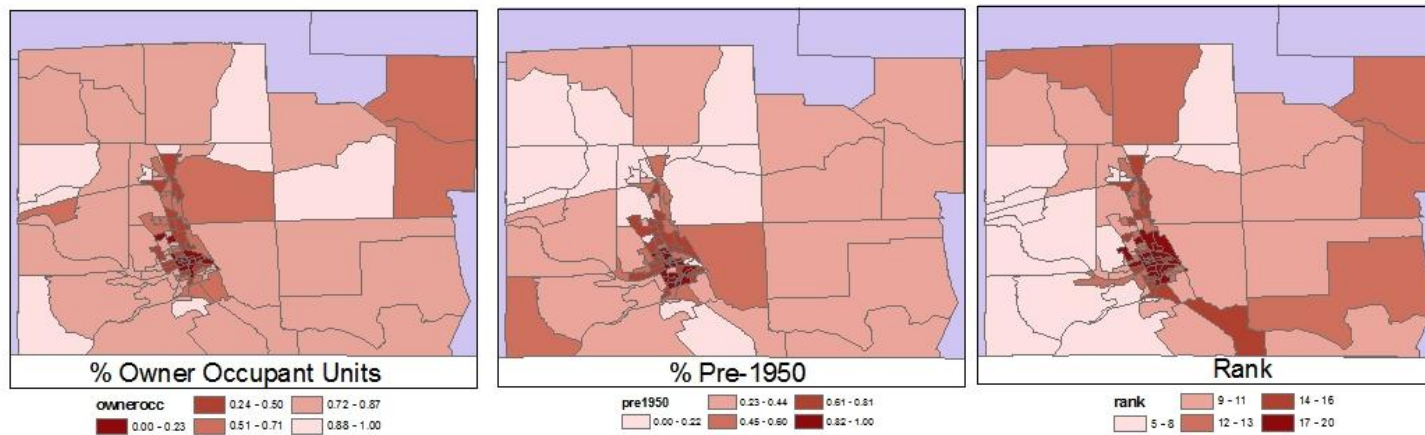 % Owner Occupant Units
ownerocc
0.00 - 0.23
0.24 - 0.50
0.51 - 0.71
0.72 - 0.87
0.88 - 1.00
% Pre-1950
pre1950
0.00 - 0.22
0.23 - 0.44
0.45 - 0.60
0.61 - 0.81
0.82 - 1.00
Rank
rank
5 - 8
9 - 11
12 - 13
14 - 16
17 - 20